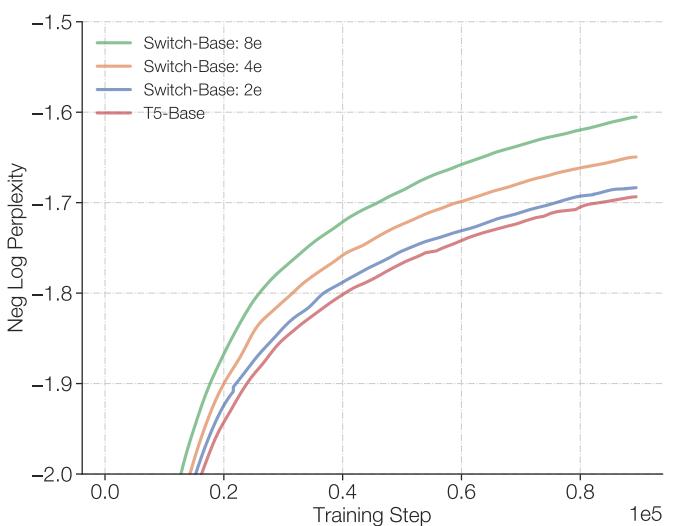 −1.5
−1.6
−1.7
−1.8
−1.9
−2.0
Neg Log Perplexity
Switch-Base: 8e
Switch-Base: 4e
Switch-Base: 2e
T5-Base
0.0 0.2 0.4 0.6 0.8
1e5
Training Step